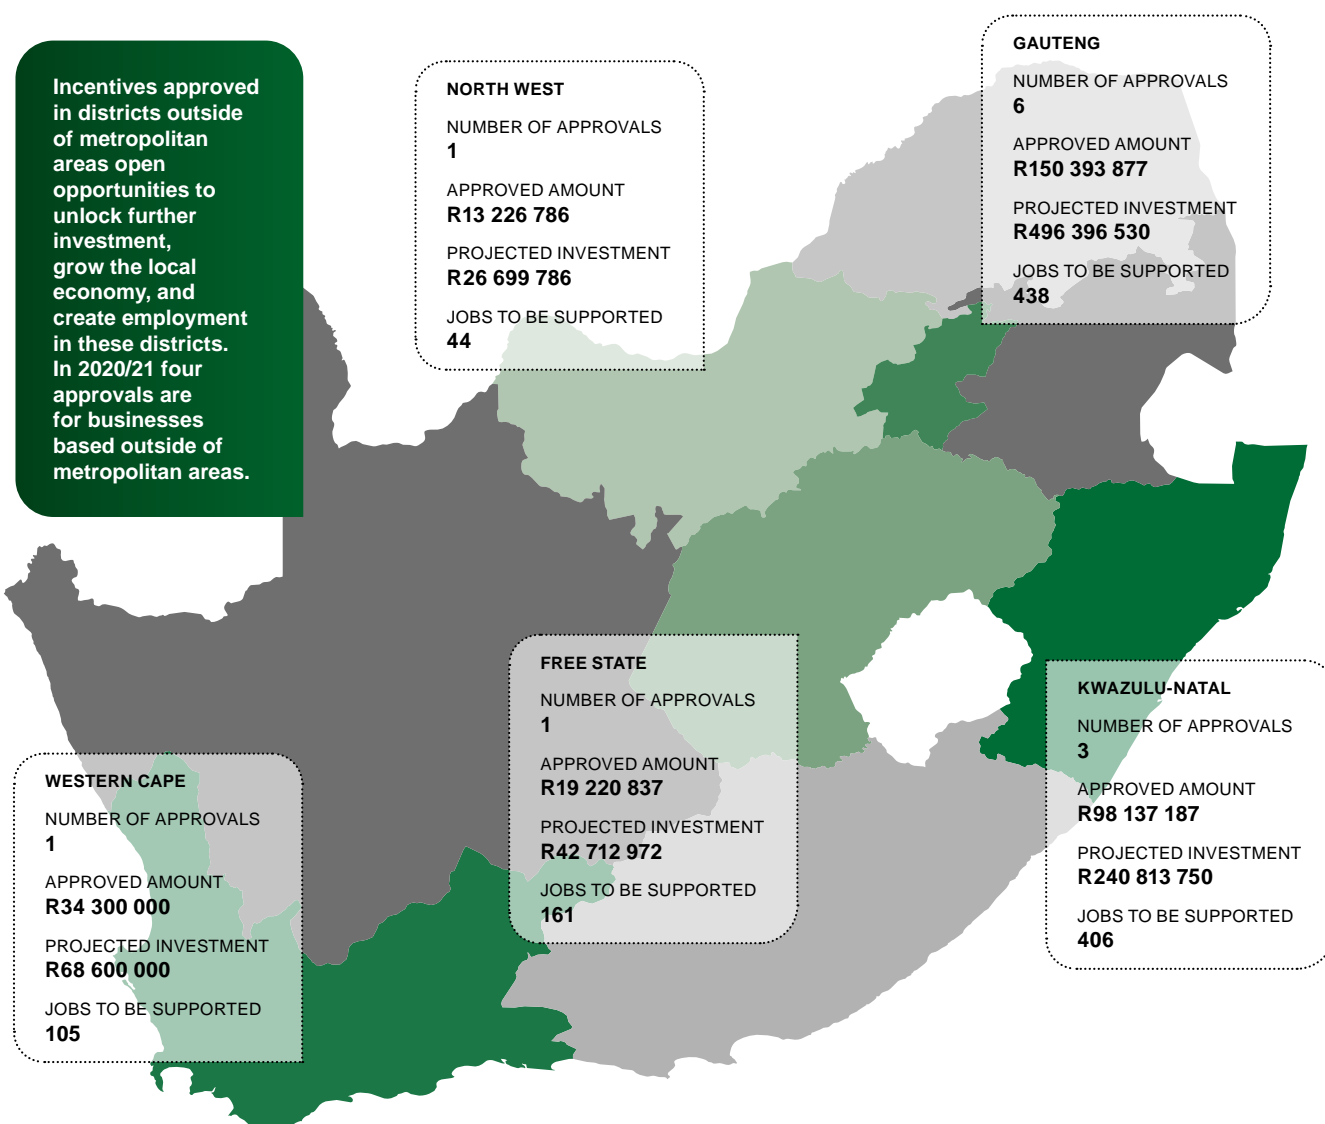 Incentives approved
in districts outside
of metropolitan
areas open
opportunities to
unlock further
investment,
grow the local
economy, and
create employment
in these districts.
In 2020/21 four
approvals are
for businesses
based outside of
metropolitan areas.
NORTH WEST
NUMBER OF APPROVALS
1
APPROVED AMOUNT
R13 226 786
PROJECTED INVESTMENT
R26 699 786
JOBS TO BE SUPPORTED
44
GAUTENG
NUMBER OF APPROVALS
6
APPROVED AMOUNT
R150 393 877
PROJECTED INVESTMENT
R496 396 530
JOBS TO BE SUPPORTED
438
WESTERN CAPE
NUMBER OF APPROVALS
1
APPROVED AMOUNT
R34 300 000
PROJECTED INVESTMENT
R68 600 000
JOBS TO BE SUPPORTED
105
FREE STATE
NUMBER OF APPROVALS
1
APPROVED AMOUNT
R19 220 837
PROJECTED INVESTMENT
R42 712 972
JOBS TO BE SUPPORTED
161
KWAZULU-NATAL
NUMBER OF APPROVALS
3
APPROVED AMOUNT
R98 137 187
PROJECTED INVESTMENT
R240 813 750
JOBS TO BE SUPPORTED
406